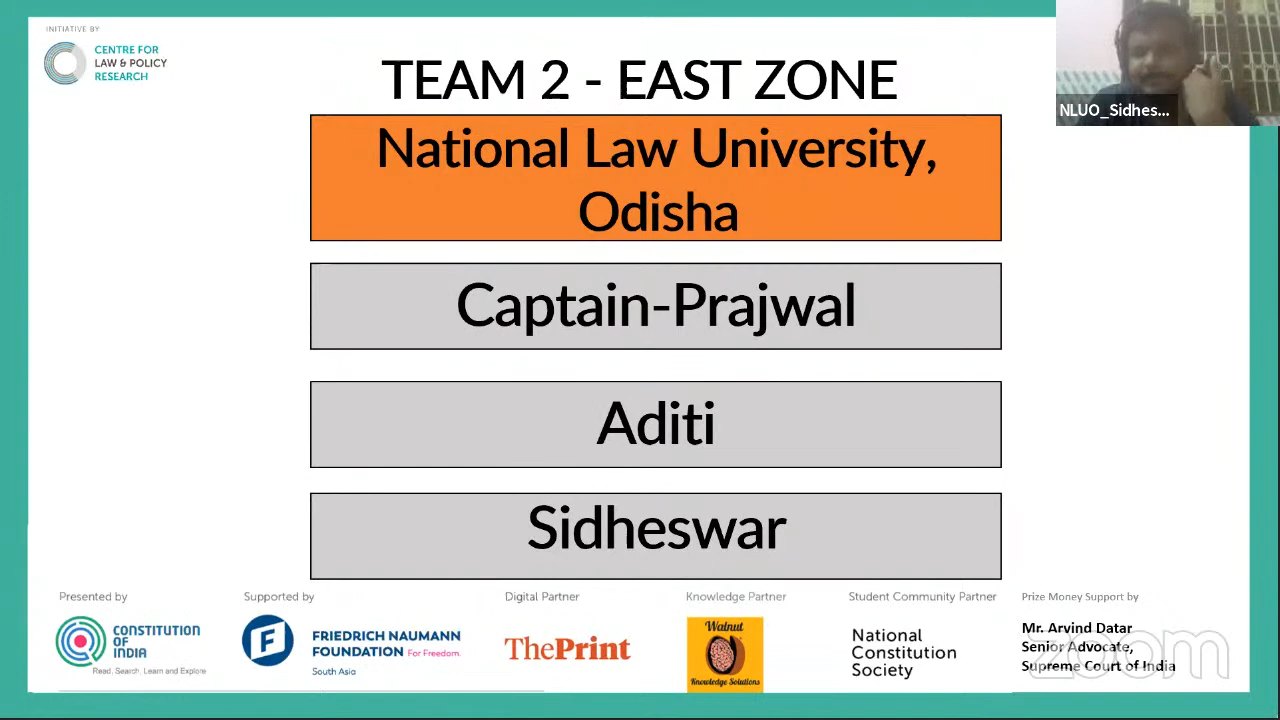 INITIATIVE BY
CENTRE FOR
LAW & POLICY
RESEARCH
TEAM 2 - EAST ZONE
NLUO_Sidhes...
National Law University,
Odisha
Captain-Prajwal
Aditi
Sidheswar
Presented by
CONSTITUTION
OF
INDIA
Read, Search, Learn and Explore
Supported by
F
FRIEDRICH NAUMANN
FOUNDATION For Freedom.
South Asia
Digital Partner
ThePrint
Knowledge Partner
Walnut
Knowledge Solutions
Student Community Partner
National
Constitution
Society
Prize Money Support by
Mr. Arvind Datar
Senior Advocate,
Supreme Court of India
zoom